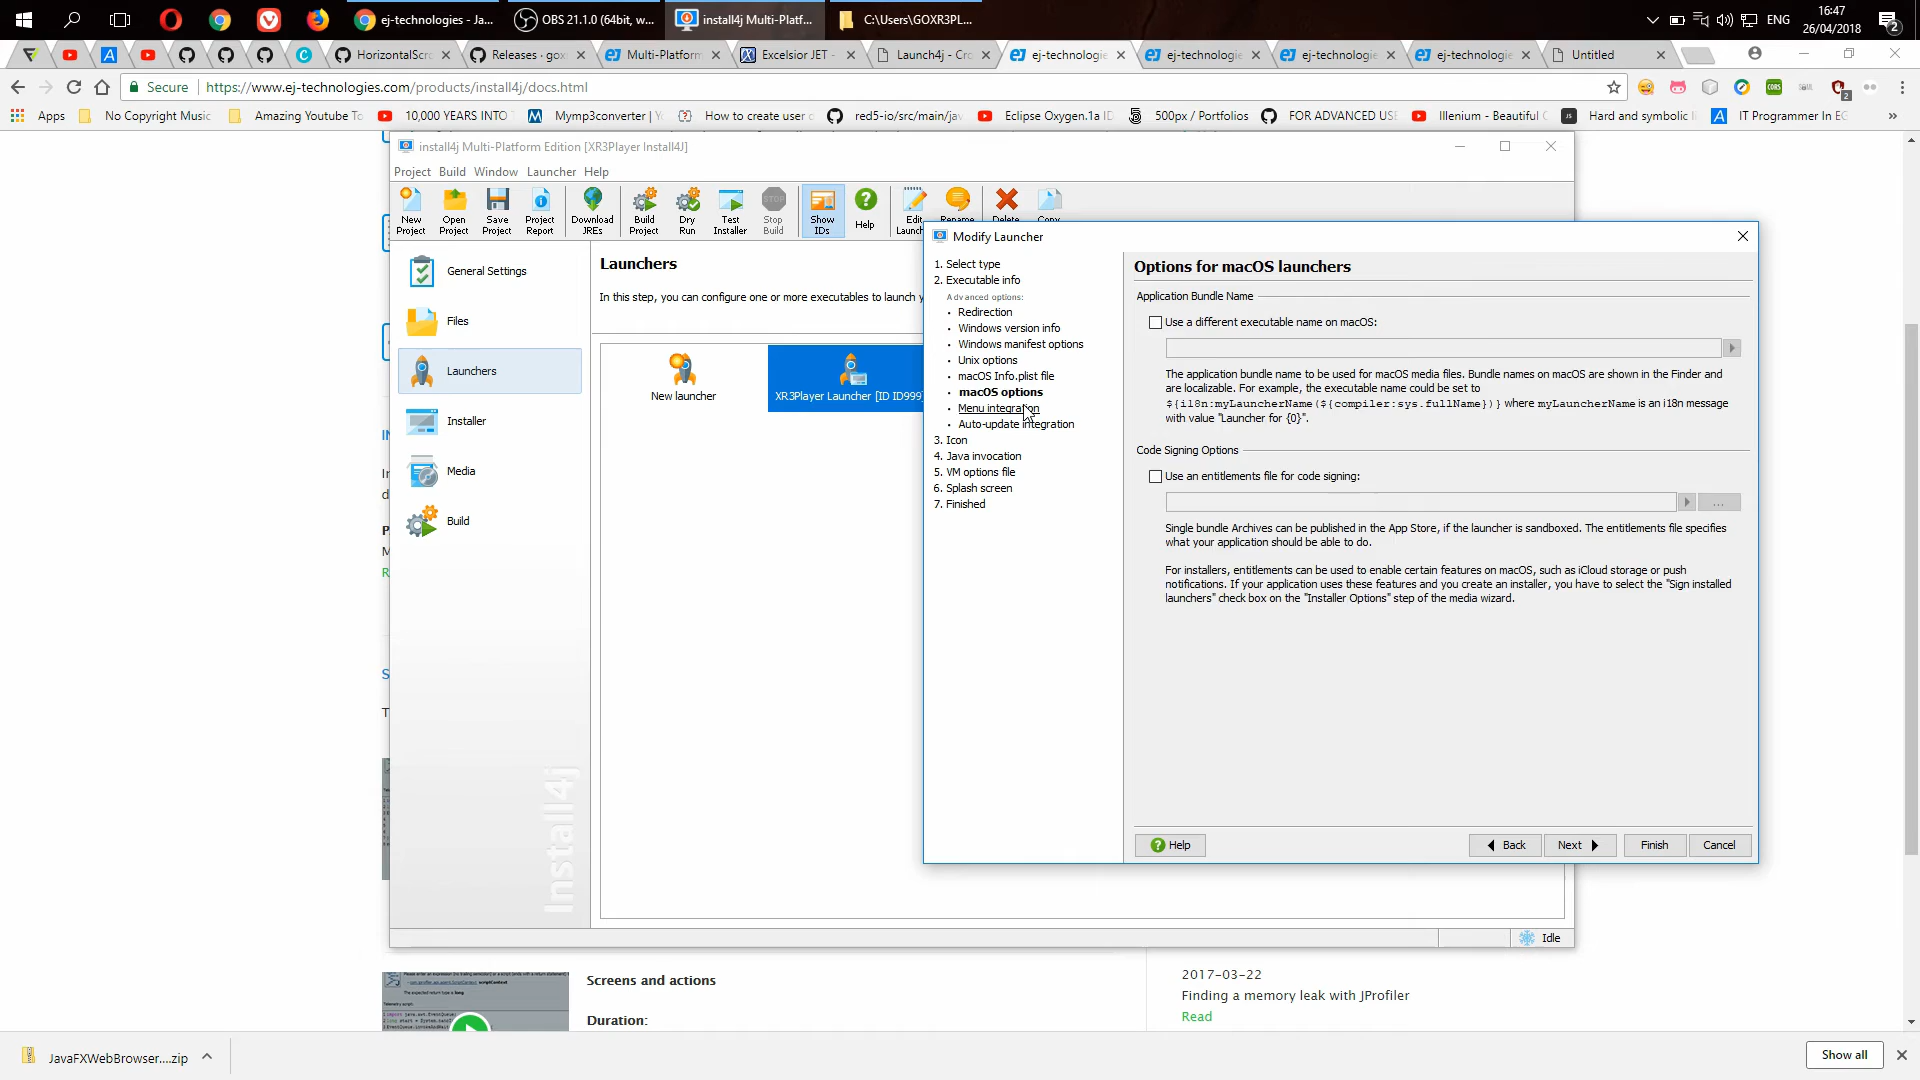 ej-technologies - Ja...
OBS 21.1.0 (64bit, w...
install4j Multi-Platf...
C:\Users\GOXR3PL...
ENG
16:47
26/04/2018
2
HorizontalScr
Releases · gox
Multi-Platform
Excelsior JET -
Launch4j - Cro
ej-technologie
ej-technologie
ej-technologie
ej-technologie
Untitled
Secure
https://www.ej-technologies.com/products/install4j/docs.html
Apps
No Copyright Music
Amazing Youtube To
10,000 YEARS INTO
Mymp3converter | Y
How to create user d
red5-io/src/main/jav
Eclipse Oxygen.1a ID
500px / Portfolios
FOR ADVANCED USE
Illenium - Beautiful C
Hard and symbolic li
IT Programmer In EG
»
install4j Multi-Platform Edition [XR3Player Install4J]
Project Build Window Launcher Help
New Project
Open Project
Save Project
Project Report
Download JREs
Build Project
Dry Run
Test Installer
Stop Build
Show IDs
Help
Edit Launch
Rename
Delete
Copy
General Settings
Files
Launchers
Installer
Media
Build
install4j
Launchers
In this step, you can configure one or more executables to launch y
New launcher
XR3Player Launcher [ID ID999]
Idle
Modify Launcher
1. Select type
2. Executable info
Advanced options:
• Redirection
• Windows version info
• Windows manifest options
• Unix options
• macOS Info.plist file
• macOS options
• Menu integration
• Auto-update integration
3. Icon
4. Java invocation
5. VM options file
6. Splash screen
7. Finished
Options for macOS launchers
Application Bundle Name
Use a different executable name on macOS:
The application bundle name to be used for macOS media files. Bundle names on macOS are shown in the Finder and
are localizable. For example, the executable name could be set to
${i18n:myLauncherName(${compiler:sys.fullName})} where myLauncherName is an i18n message
with value "Launcher for {0}".
Code Signing Options
Use an entitlements file for code signing:
...
Single bundle Archives can be published in the App Store, if the launcher is sandboxed. The entitlements file specifies
what your application should be able to do.
For installers, entitlements can be used to enable certain features on macOS, such as iCloud storage or push
notifications. If your application uses these features and you create an installer, you have to select the "Sign installed
launchers" check box on the "Installer Options" step of the media wizard.
Help
Back
Next
Finish
Cancel
Screens and actions
Duration:
2017-03-22
Finding a memory leak with JProfiler
Read
JavaFXWebBrowser....zip
Show all